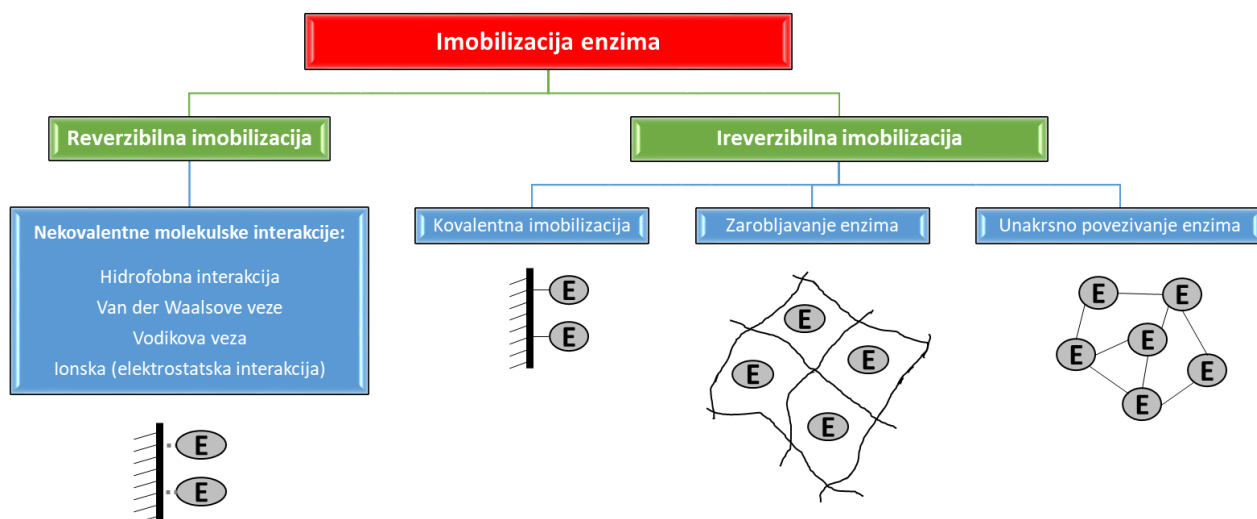 Imobilizacija enzima
Reverzibilna imobilizacija
Ireverzibilna imobilizacija
Nekovalentne molekulske interakcije:
Hidrofobna interakcija
Van der Waalsove veze
Vodikova veza
Ionska (elektrostatska interakcija)
E
E
Kovalentna imobilizacija
E
E
Zarobljavanje enzima
E
E
E
E
Unakrsno povezivanje enzima
E
E
E
E
E
E